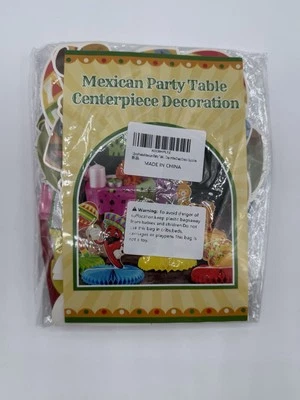 Mexican Party Table
Centerpiece Decoration
MADE IN CHINA
Warning: To avoid danger of
suffocation keep plastic bag away
from babies and children. Do not
use this bag in cribs, beds,
carriages or playpens. This bag is
not a toy.